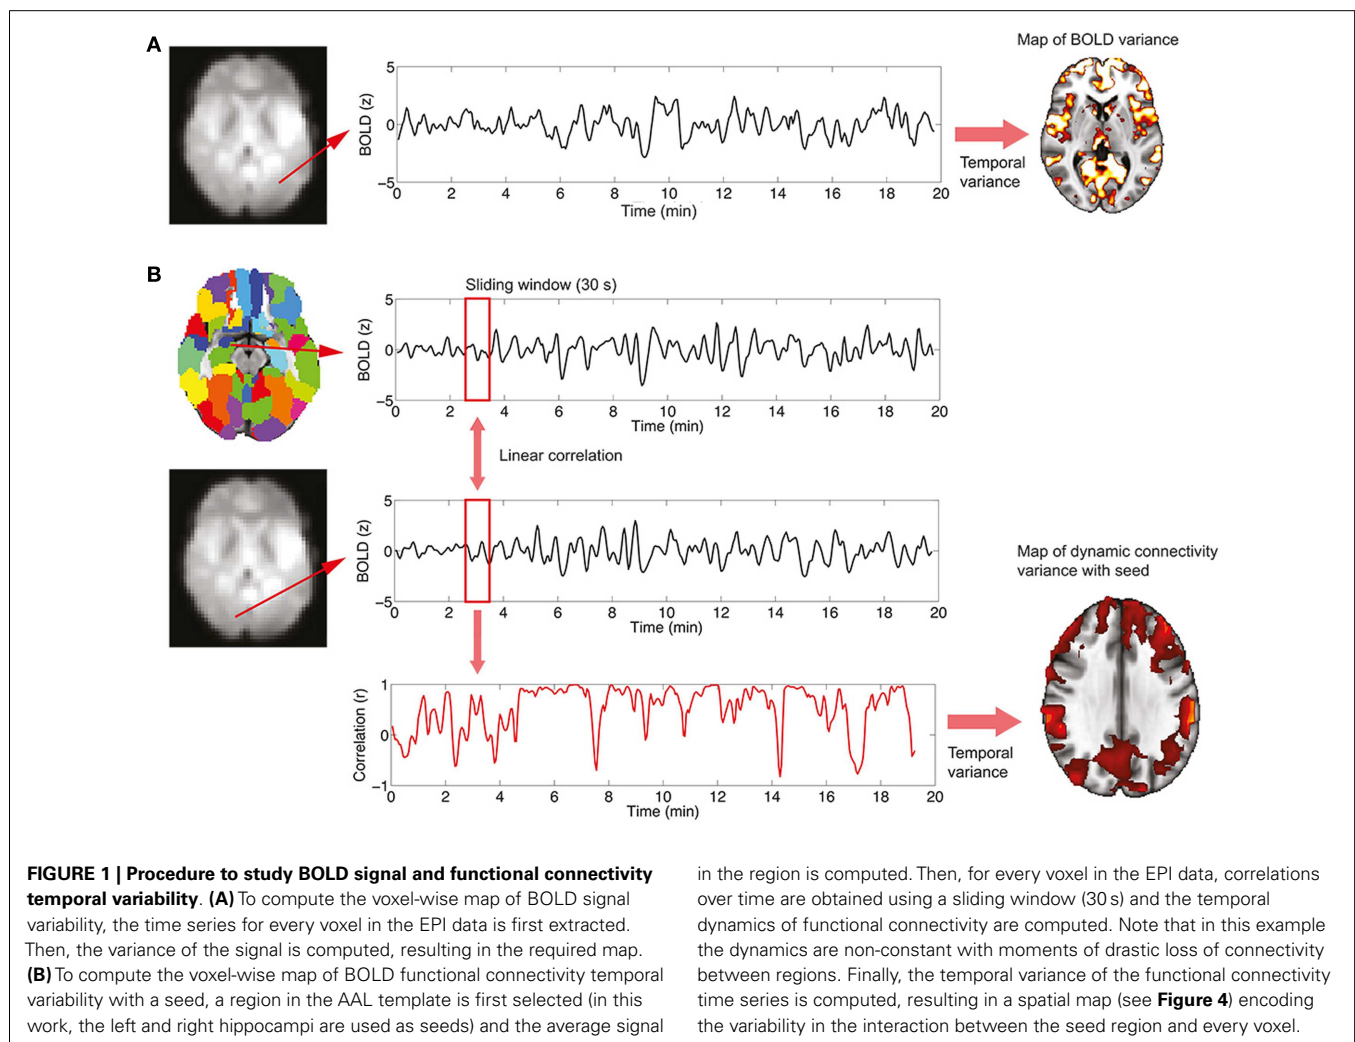 A
Map of BOLD variance
5
0
−5
BOLD (z)
0 2 4 6 8 10 12 14 16 18 20
Time (min)
Temporal
variance
B
Sliding window (30 s)
5
0
−5
BOLD (z)
0 2 4 6 8 10 12 14 16 18 20
Time (min)
Linear correlation
5
0
−5
BOLD (z)
0 2 4 6 8 10 12 14 16 18 20
Time (min)
Map of dynamic connectivity
variance with seed
1
0
−1
Correlation (r)
0 2 4 6 8 10 12 14 16 18 20
Time (min)
Temporal
variance
FIGURE 1 | Procedure to study BOLD signal and functional connectivity
temporal variability. (A) To compute the voxel-wise map of BOLD signal
variability, the time series for every voxel in the EPI data is first extracted.
Then, the variance of the signal is computed, resulting in the required map.
(B) To compute the voxel-wise map of BOLD functional connectivity temporal
variability with a seed, a region in the AAL template is first selected (in this
work, the left and right hippocampi are used as seeds) and the average signal
in the region is computed. Then, for every voxel in the EPI data, correlations
over time are obtained using a sliding window (30 s) and the temporal
dynamics of functional connectivity are computed. Note that in this example
the dynamics are non-constant with moments of drastic loss of connectivity
between regions. Finally, the temporal variance of the functional connectivity
time series is computed, resulting in a spatial map (see Figure 4) encoding
the variability in the interaction between the seed region and every voxel.